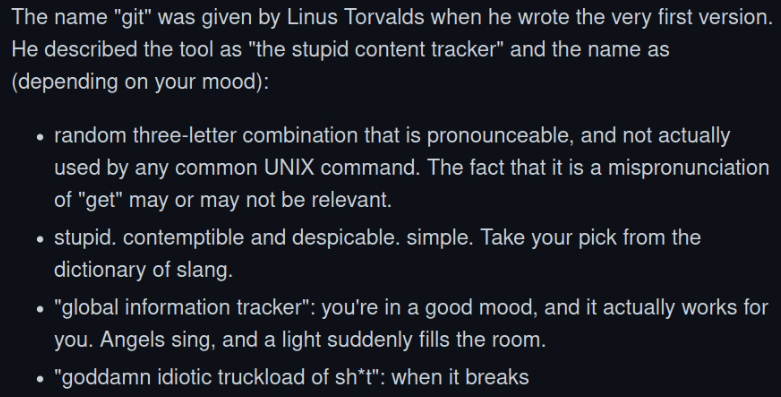 The name "git" was given by Linus Torvalds when he wrote the very first version.
He described the tool as "the stupid content tracker" and the name as
(depending on your mood):
• random three-letter combination that is pronounceable, and not actually
used by any common UNIX command. The fact that it is a mispronunciation
of "get" may or may not be relevant.
• stupid. contemptible and despicable. simple. Take your pick from the
dictionary of slang.
• "global information tracker": you're in a good mood, and it actually works for
you. Angels sing, and a light suddenly fills the room.
• "goddamn idiotic truckload of sh*t": when it breaks